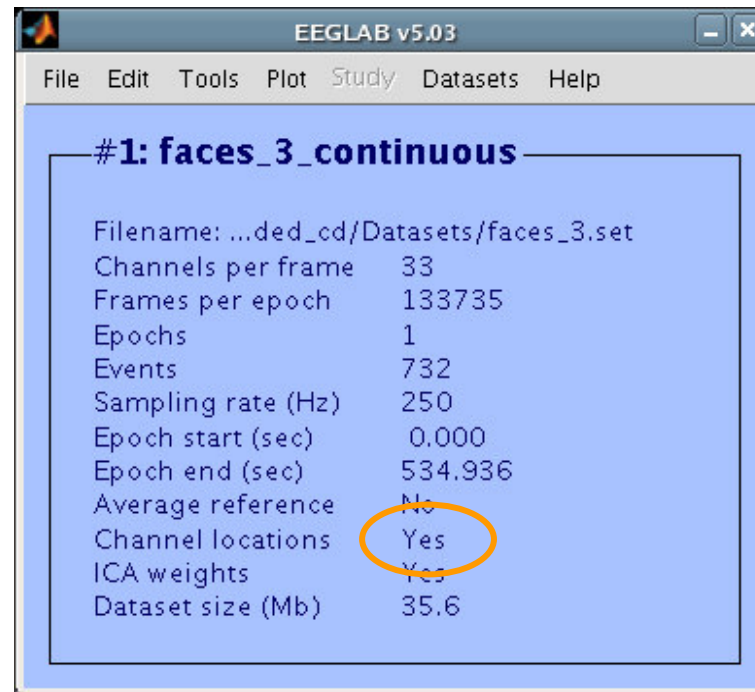 EEGLAB v5.03
File Edit Tools Plot Study Datasets Help
#1: faces_3_continuous
Filename: ...ded_cd/Datasets/faces_3.set
Channels per frame 33
Frames per epoch 133735
Epochs 1
Events 732
Sampling rate (Hz) 250
Epoch start (sec) 0.000
Epoch end (sec) 534.936
Average reference No
Channel locations Yes
ICA weights Yes
Dataset size (Mb) 35.6